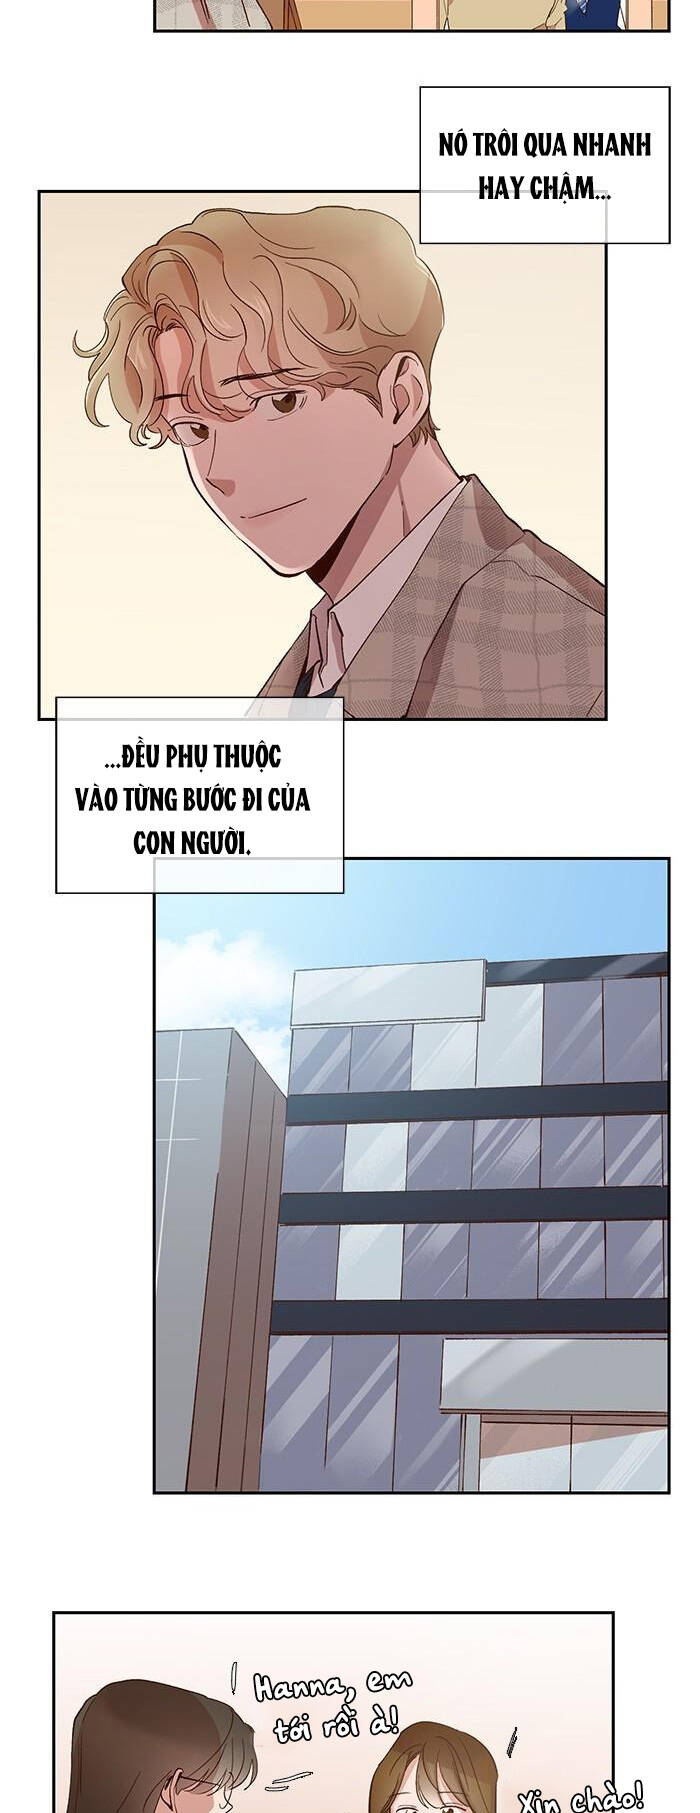 NÓ TRÔI QUA NHANH
HAY CHẬM...
...ĐỀU PHỤ THUỘC
VÀO TỪNG BƯỚC ĐI CỦA
CON NGƯỜI.
Hanna, em
tới rồi à!
Xin chào!